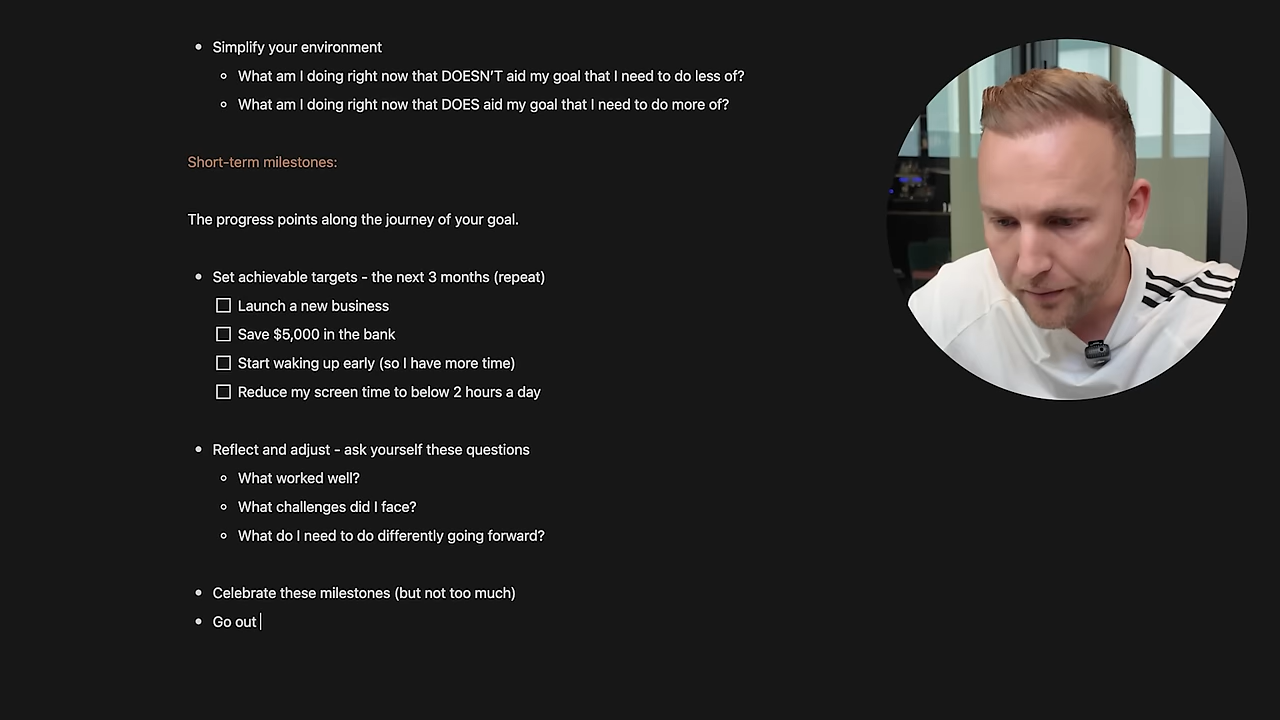 Simplify your environment
What am I doing right now that DOESN'T aid my goal that I need to do less of?
What am I doing right now that DOES aid my goal that I need to do more of?
Short-term milestones:
The progress points along the journey of your goal.
Set achievable targets - the next 3 months (repeat)
Launch a new business
Save $5,000 in the bank
Start waking up early (so I have more time)
Reduce my screen time to below 2 hours a day
Reflect and adjust - ask yourself these questions
What worked well?
What challenges did I face?
What do I need to do differently going forward?
Celebrate these milestones (but not too much)
Go out